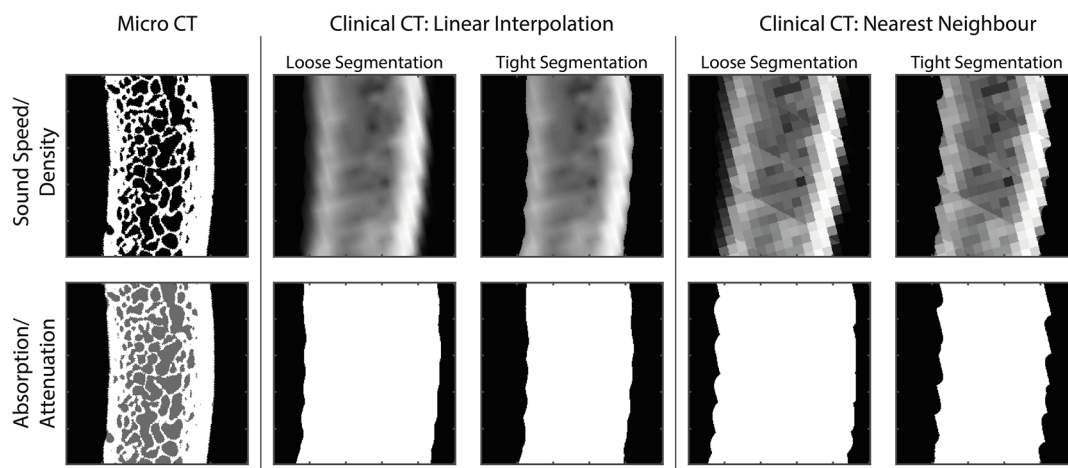 Micro CT
Clinical CT: Linear Interpolation
Clinical CT: Nearest Neighbour
Loose Segmentation
Tight Segmentation
Loose Segmentation
Tight Segmentation
Sound Speed/
Density
Absorption/
Attenuation